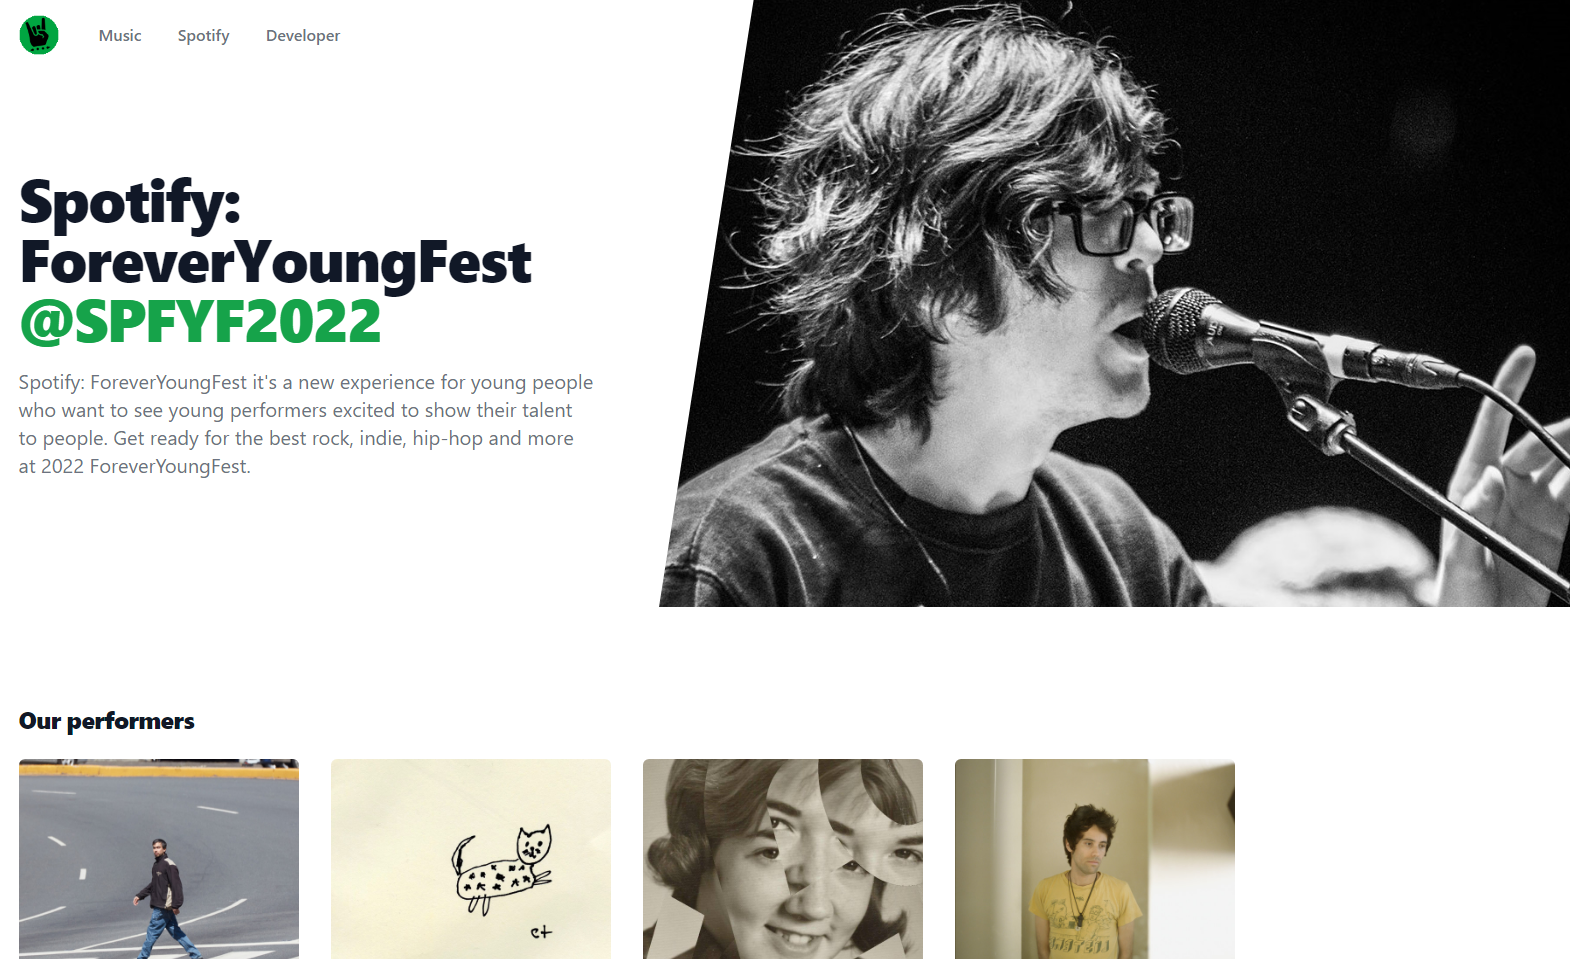 Music Spotify Developer
Spotify:
ForeverYoungFest
@SPFYF2022
Spotify: ForeverYoungFest it's a new experience for young people
who want to see young performers excited to show their talent
to people. Get ready for the best rock, indie, hip-hop and more
at 2022 ForeverYoungFest.
Our performers